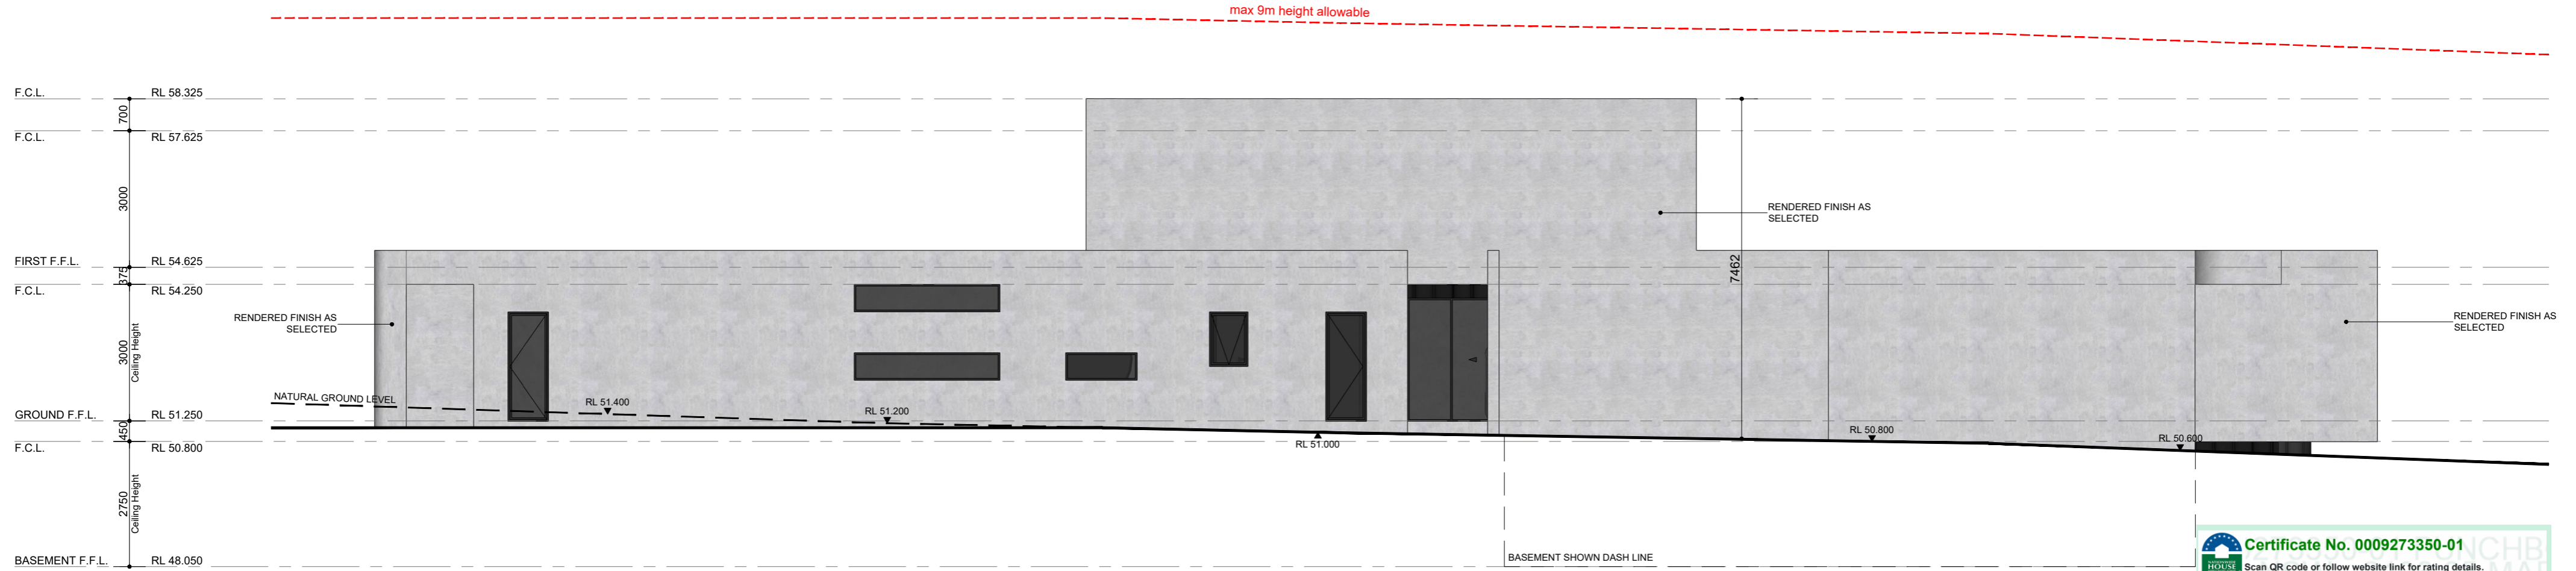 max 9m height allowable
F.C.L. RL 58.325
700
F.C.L. RL 57.625
3000
RENDERED FINISH AS
SELECTED
FIRST F.F.L. RL 54.625
375
7462
F.C.L. RL 54.250
RENDERED FINISH AS
SELECTED
RENDERED FINISH AS
SELECTED
3000
Ceiling Height
NATURAL GROUND LEVEL
RL 51.400
RL 51.200
GROUND F.F.L. RL 51.250
450
RL 50.800
RL 50.600
RL 51.000
F.C.L. RL 50.800
2750
Ceiling Height
BASEMENT SHOWN DASH LINE
BASEMENT F.F.L. RL 48.050
Certificate No. 0009273350-01
Scan QR code or follow website link for rating details.
HOUSE